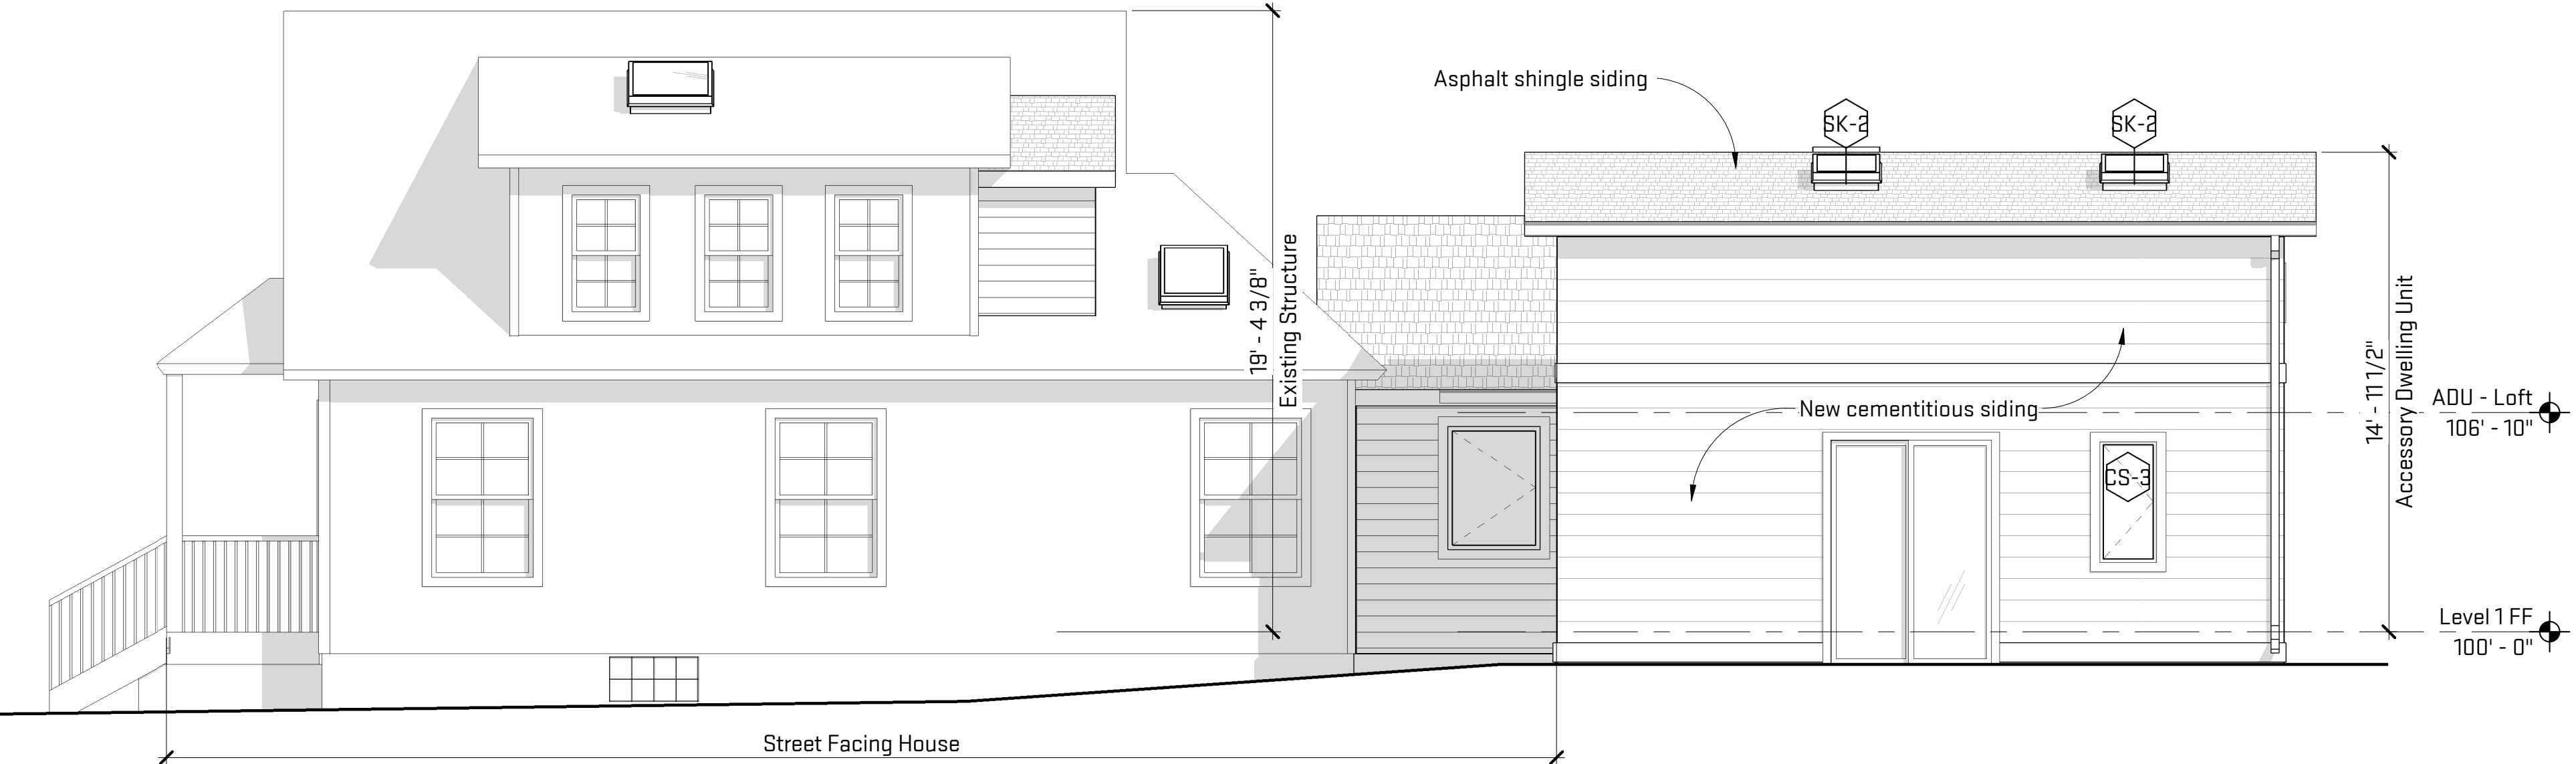 Asphalt shingle siding
SK-2
SK-2
19' - 4 3/8"
Existing Structure
New cementitious siding
CS-3
14' - 11 1/2"
Accessory Dwelling Unit
ADU - Loft
106' - 10"
Level 1 FF
100' - 0"
Street Facing House